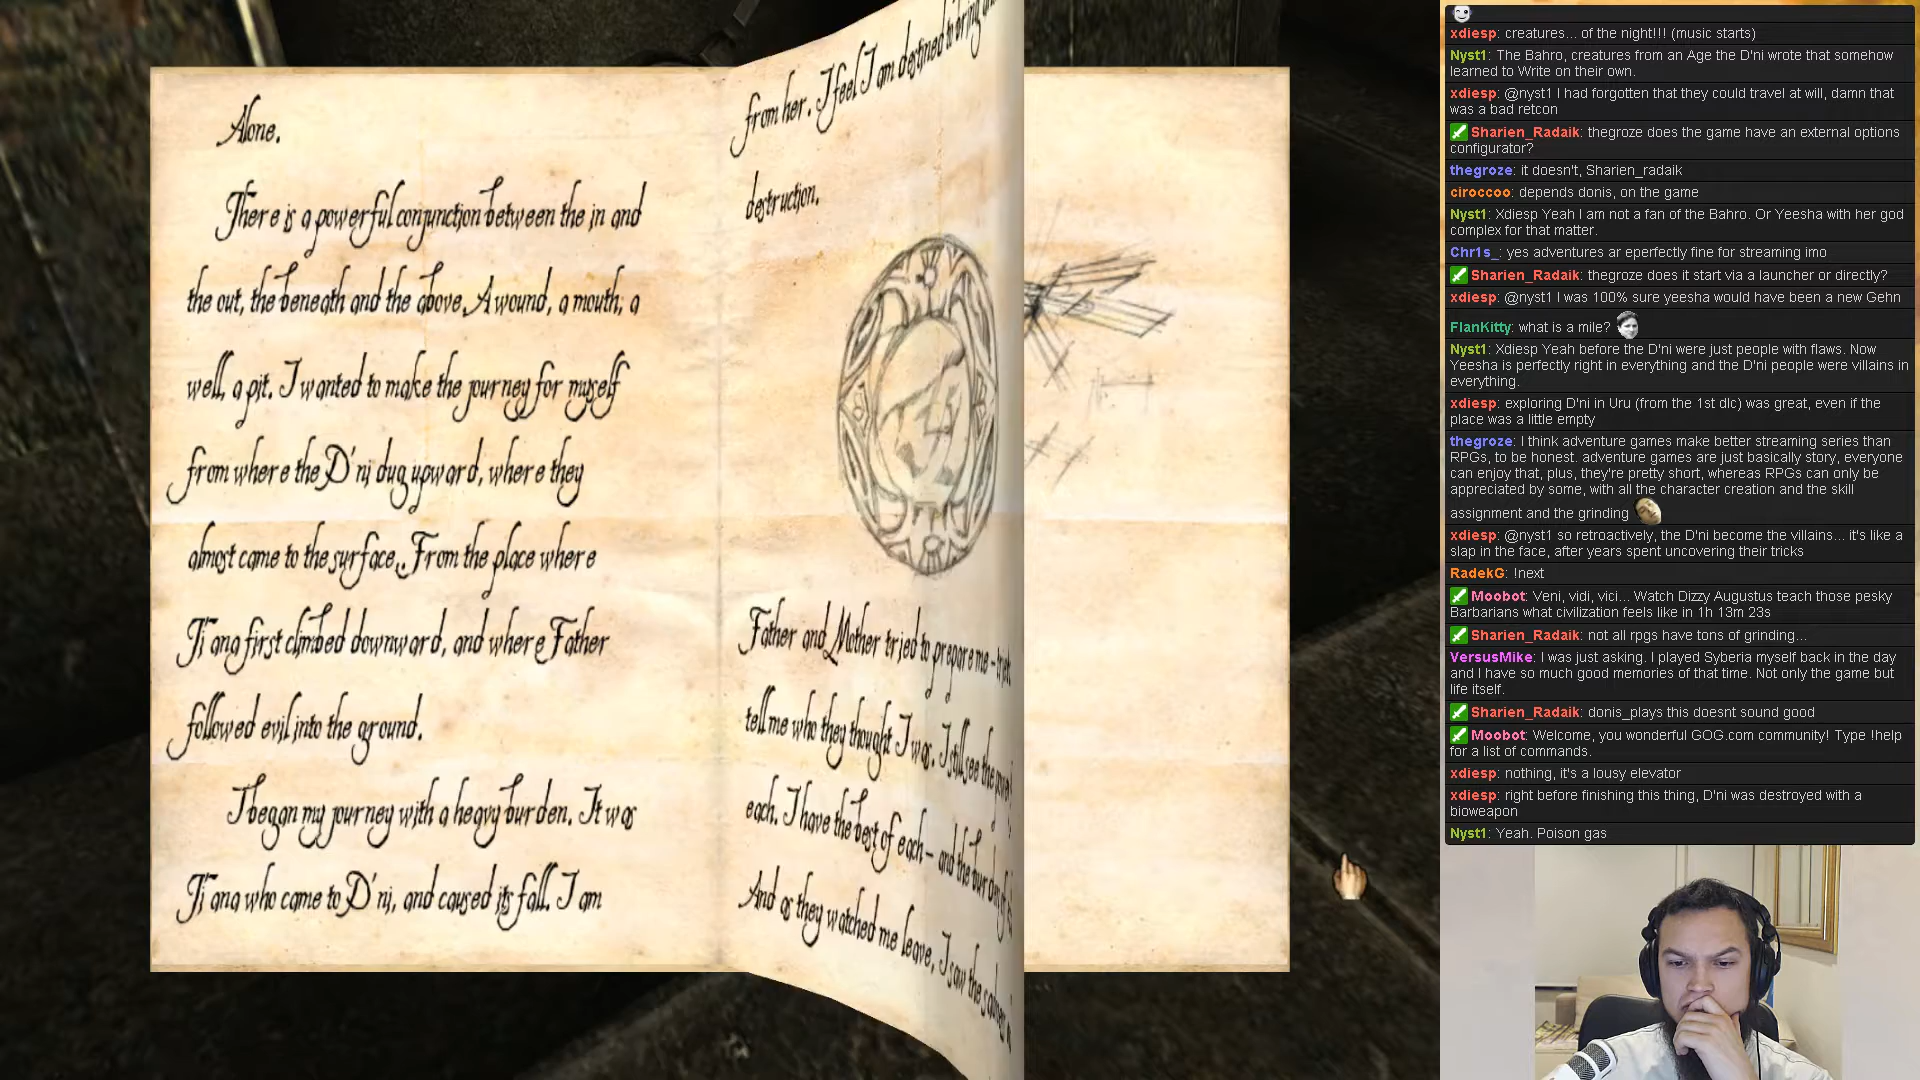 Alone.
There is a powerful conjunction between the in and
the out, the beneath and the above. A wound, a mouth, a
well, a pit. I wanted to make the journey for myself
from where the D'ni dug upward, where they
almost came to the surface. From the place where
Ti'ana first climbed downward, and where Father
followed evil into the ground.
I began my journey with a heavy burden. It was
Ti'ana who came to D'ni, and caused its fall. I am
from her. I feel I am destined to bring
destruction.
Father and Mother tried to prepare me -
tell me who they thought I was. I still see the
each. I have the best of each - and the burden of
And as they watched me leave, I saw the sadness
xdiesp: creatures... of the night!!! (music starts)
Nyst1: The Bahro, creatures from an Age the D'ni wrote that somehow
learned to Write on their own.
xdiesp: @nyst1 I had forgotten that they could travel at will, damn that
was a bad retcon
Sharien_Radaik: thegroze does the game have an external options
configurator?
thegroze: it doesn't, Sharien_radaik
ciroccoo: depends donis, on the game
Nyst1: Xdiesp Yeah I am not a fan of the Bahro. Or Yeesha with her god
complex for that matter.
Chr1s_: yes adventures ar eperfectly fine for streaming imo
Sharien_Radaik: thegroze does it start via a launcher or directly?
xdiesp: @nyst1 I was 100% sure yeesha would have been a new Gehn
FlanKitty: what is a mile?
Nyst1: Xdiesp Yeah before the D'ni were just people with flaws. Now
Yeesha is perfectly right in everything and the D'ni people were villains in
everything.
xdiesp: exploring D'ni in Uru (from the 1st dlc) was great, even if the
place was a little empty
thegroze: I think adventure games make better streaming series than
RPGs, to be honest. adventure games are just basically story, everyone
can enjoy that, plus, they're pretty short, whereas RPGs can only be
appreciated by some, with all the character creation and the skill
assignment and the grinding
xdiesp: @nyst1 so retroactively, the D'ni become the villains... it's like a
slap in the face, after years spent uncovering their tricks
RadekG: !next
Moobot: Veni, vidi, vici... Watch Dizzy Augustus teach those pesky
Barbarians what civilization feels like in 1h 13m 23s
Sharien_Radaik: not all rpgs have tons of grinding...
VersusMike: I was just asking. I played Syberia myself back in the day
and I have so much good memories of that time. Not only the game but
life itself.
Sharien_Radaik: donis_plays this doesnt sound good
Moobot: Welcome, you wonderful GOG.com community! Type !help
for a list of commands.
xdiesp: nothing, it's a lousy elevator
xdiesp: right before finishing this thing, D'ni was destroyed with a
bioweapon
Nyst1: Yeah. Poison gas